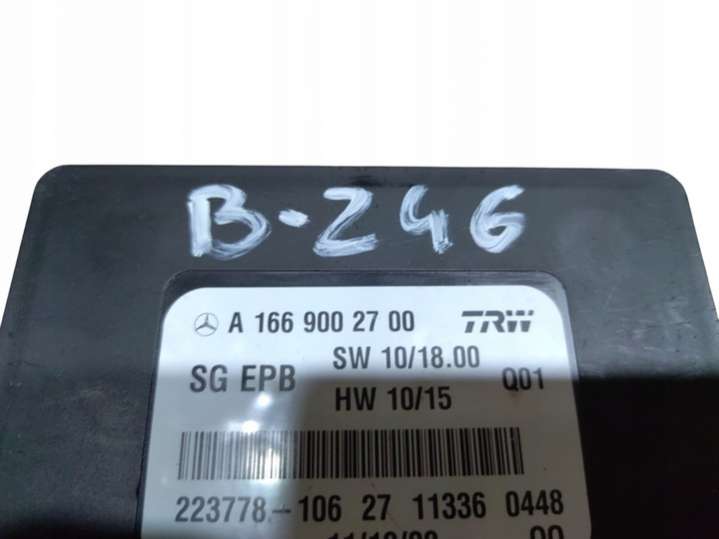 B-246
A 166 900 27 00 TRW
SG EPB SW 10/18.00 Q01
HW 10/15
223778.-106 27 11336 0448